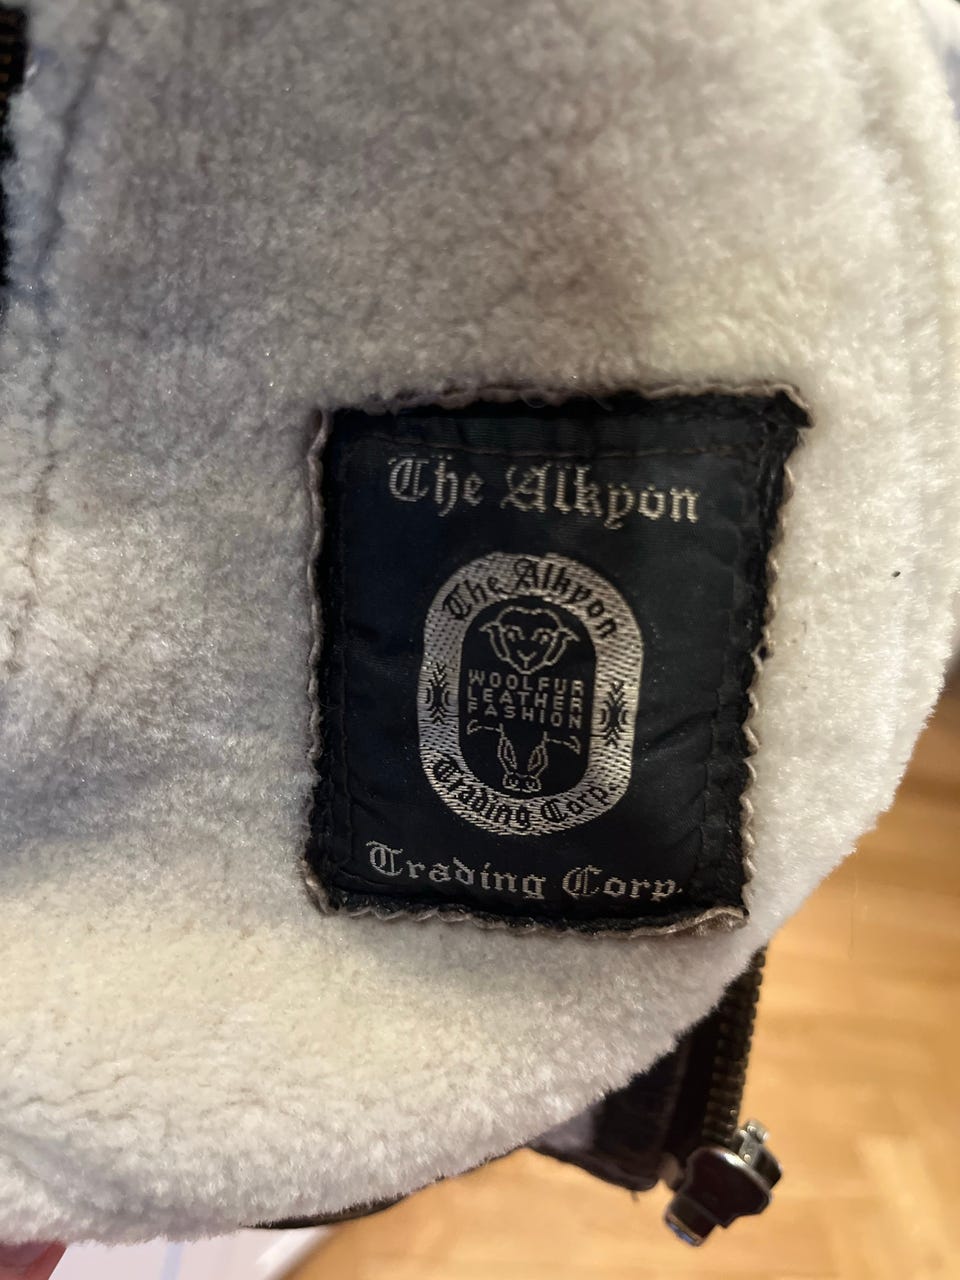 The Alkyon
The Alkyon
WOOLFUR
LEATHER
FASHION
Trading Corp.
Trading Corp.